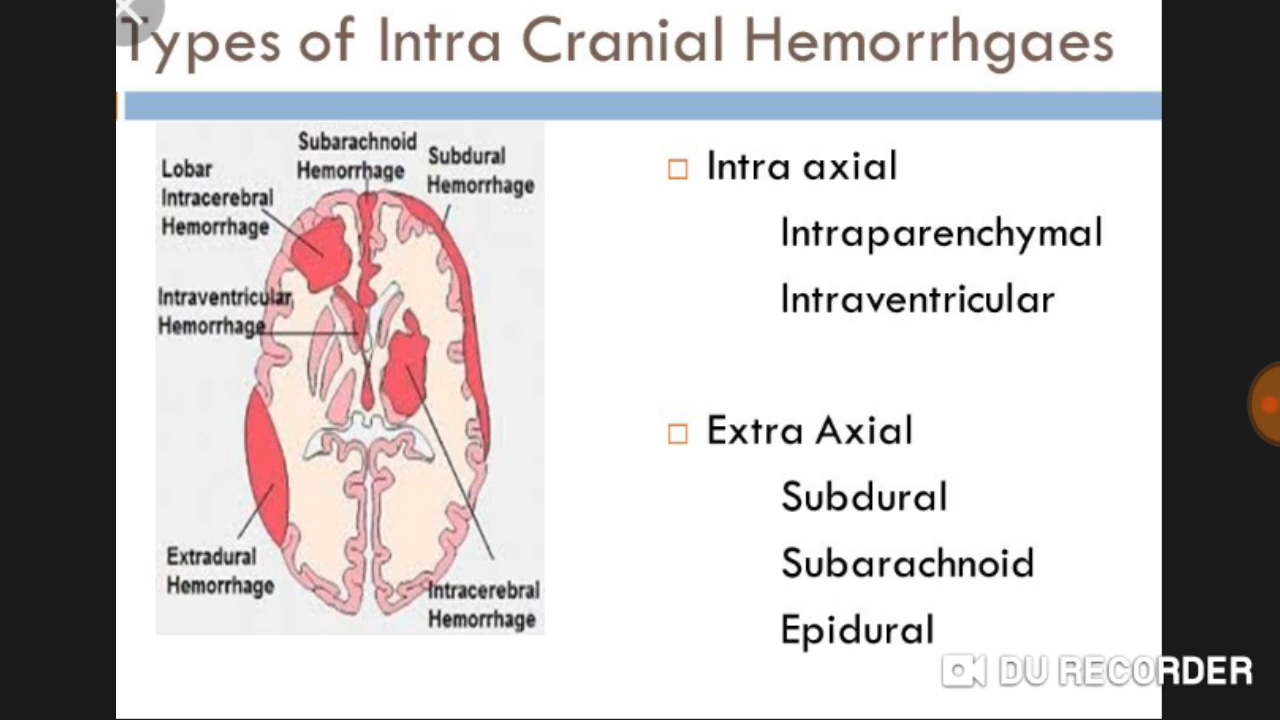 Types of Intra Cranial Hemorrhgaes
Subarachnoid
Hemorrhage
Subdural
Hemorrhage
Lobar
Intracerebral
Hemorrhage
Intraventricular
Hemorrhage
Extradural
Hemorrhage
Intracerebral
Hemorrhage
Intra axial
Intraparenchymal
Intraventricular
Extra Axial
Subdural
Subarachnoid
Epidural
DU RECORDER